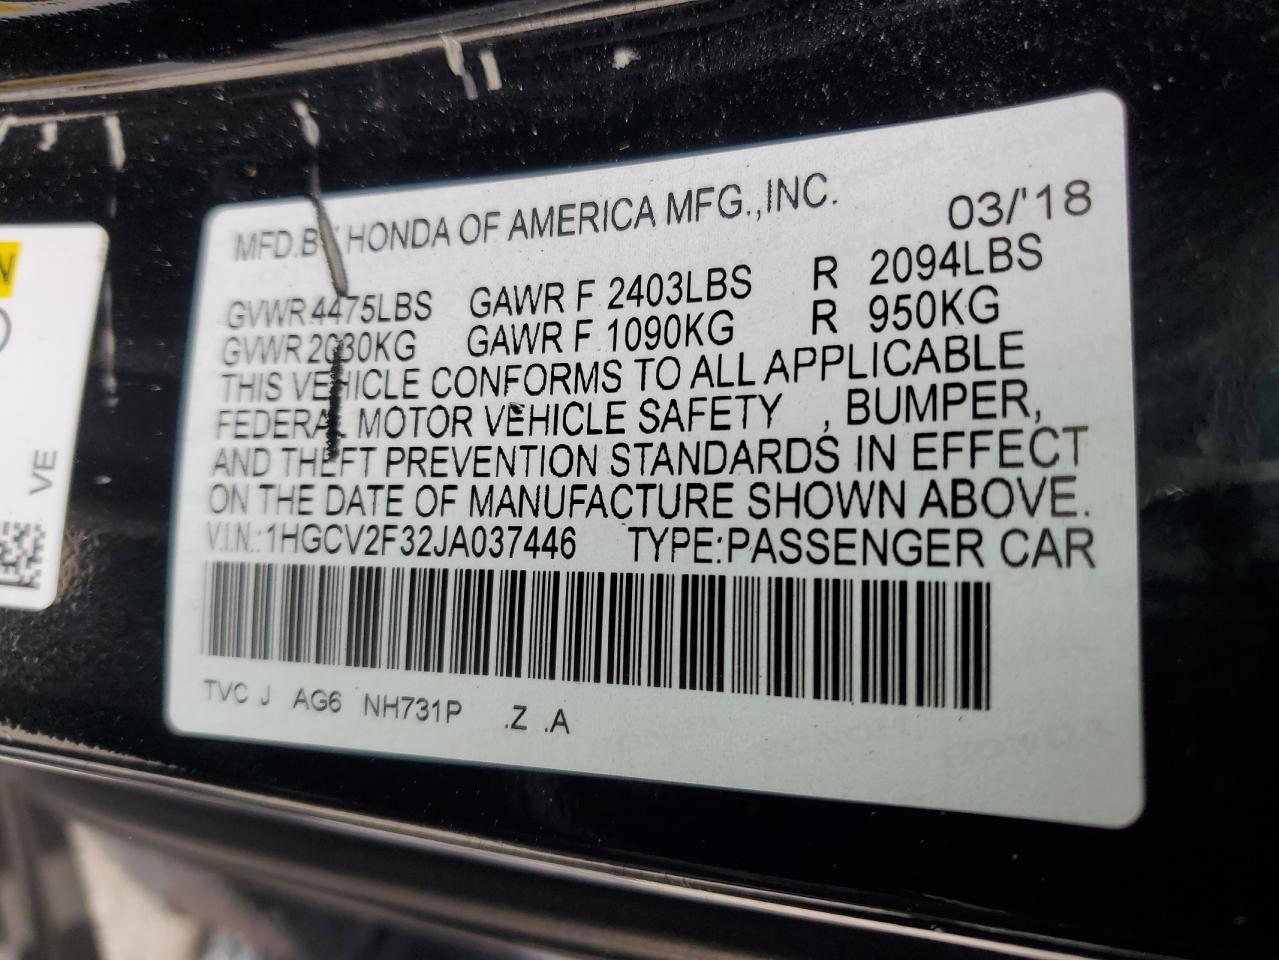 MFD.BY HONDA OF AMERICA MFG.,INC. 03/'18
GVWR 4475LBS GAWR F 2403LBS R 2094LBS
GVWR 2030KG GAWR F 1090KG R 950KG
THIS VEHICLE CONFORMS TO ALL APPLICABLE
FEDERAL MOTOR VEHICLE SAFETY , BUMPER,
AND THEFT PREVENTION STANDARDS IN EFFECT
ON THE DATE OF MANUFACTURE SHOWN ABOVE.
V.I.N.: 1HGCV2F32JA037446 TYPE:PASSENGER CAR
TVC J AG6 NH731P .Z .A
N
VE